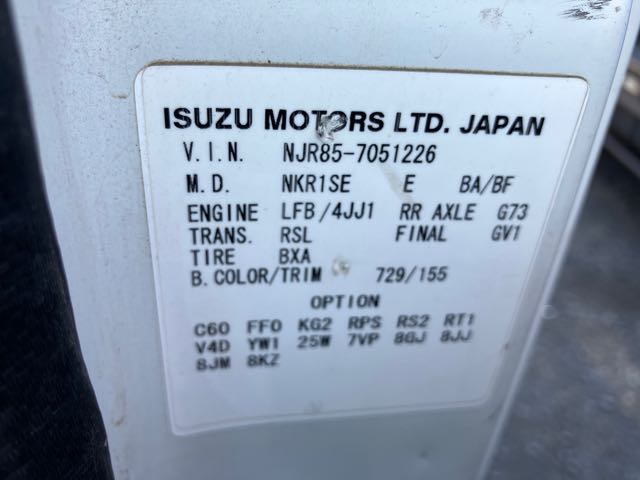 ISUZU MOTORS LTD. JAPAN
V.I.N. NJR85-7051226
M.D. NKR1SE E BA/BF
ENGINE LFB/4JJ1 RR AXLE G73
TRANS. RSL FINAL GV1
TIRE BXA
B.COLOR/TRIM 729/155
OPTION
C60 FF0 KG2 RPS RS2 RT1
V4D YW1 25W 7VP 8GJ 8JJ
8JM 8KZ